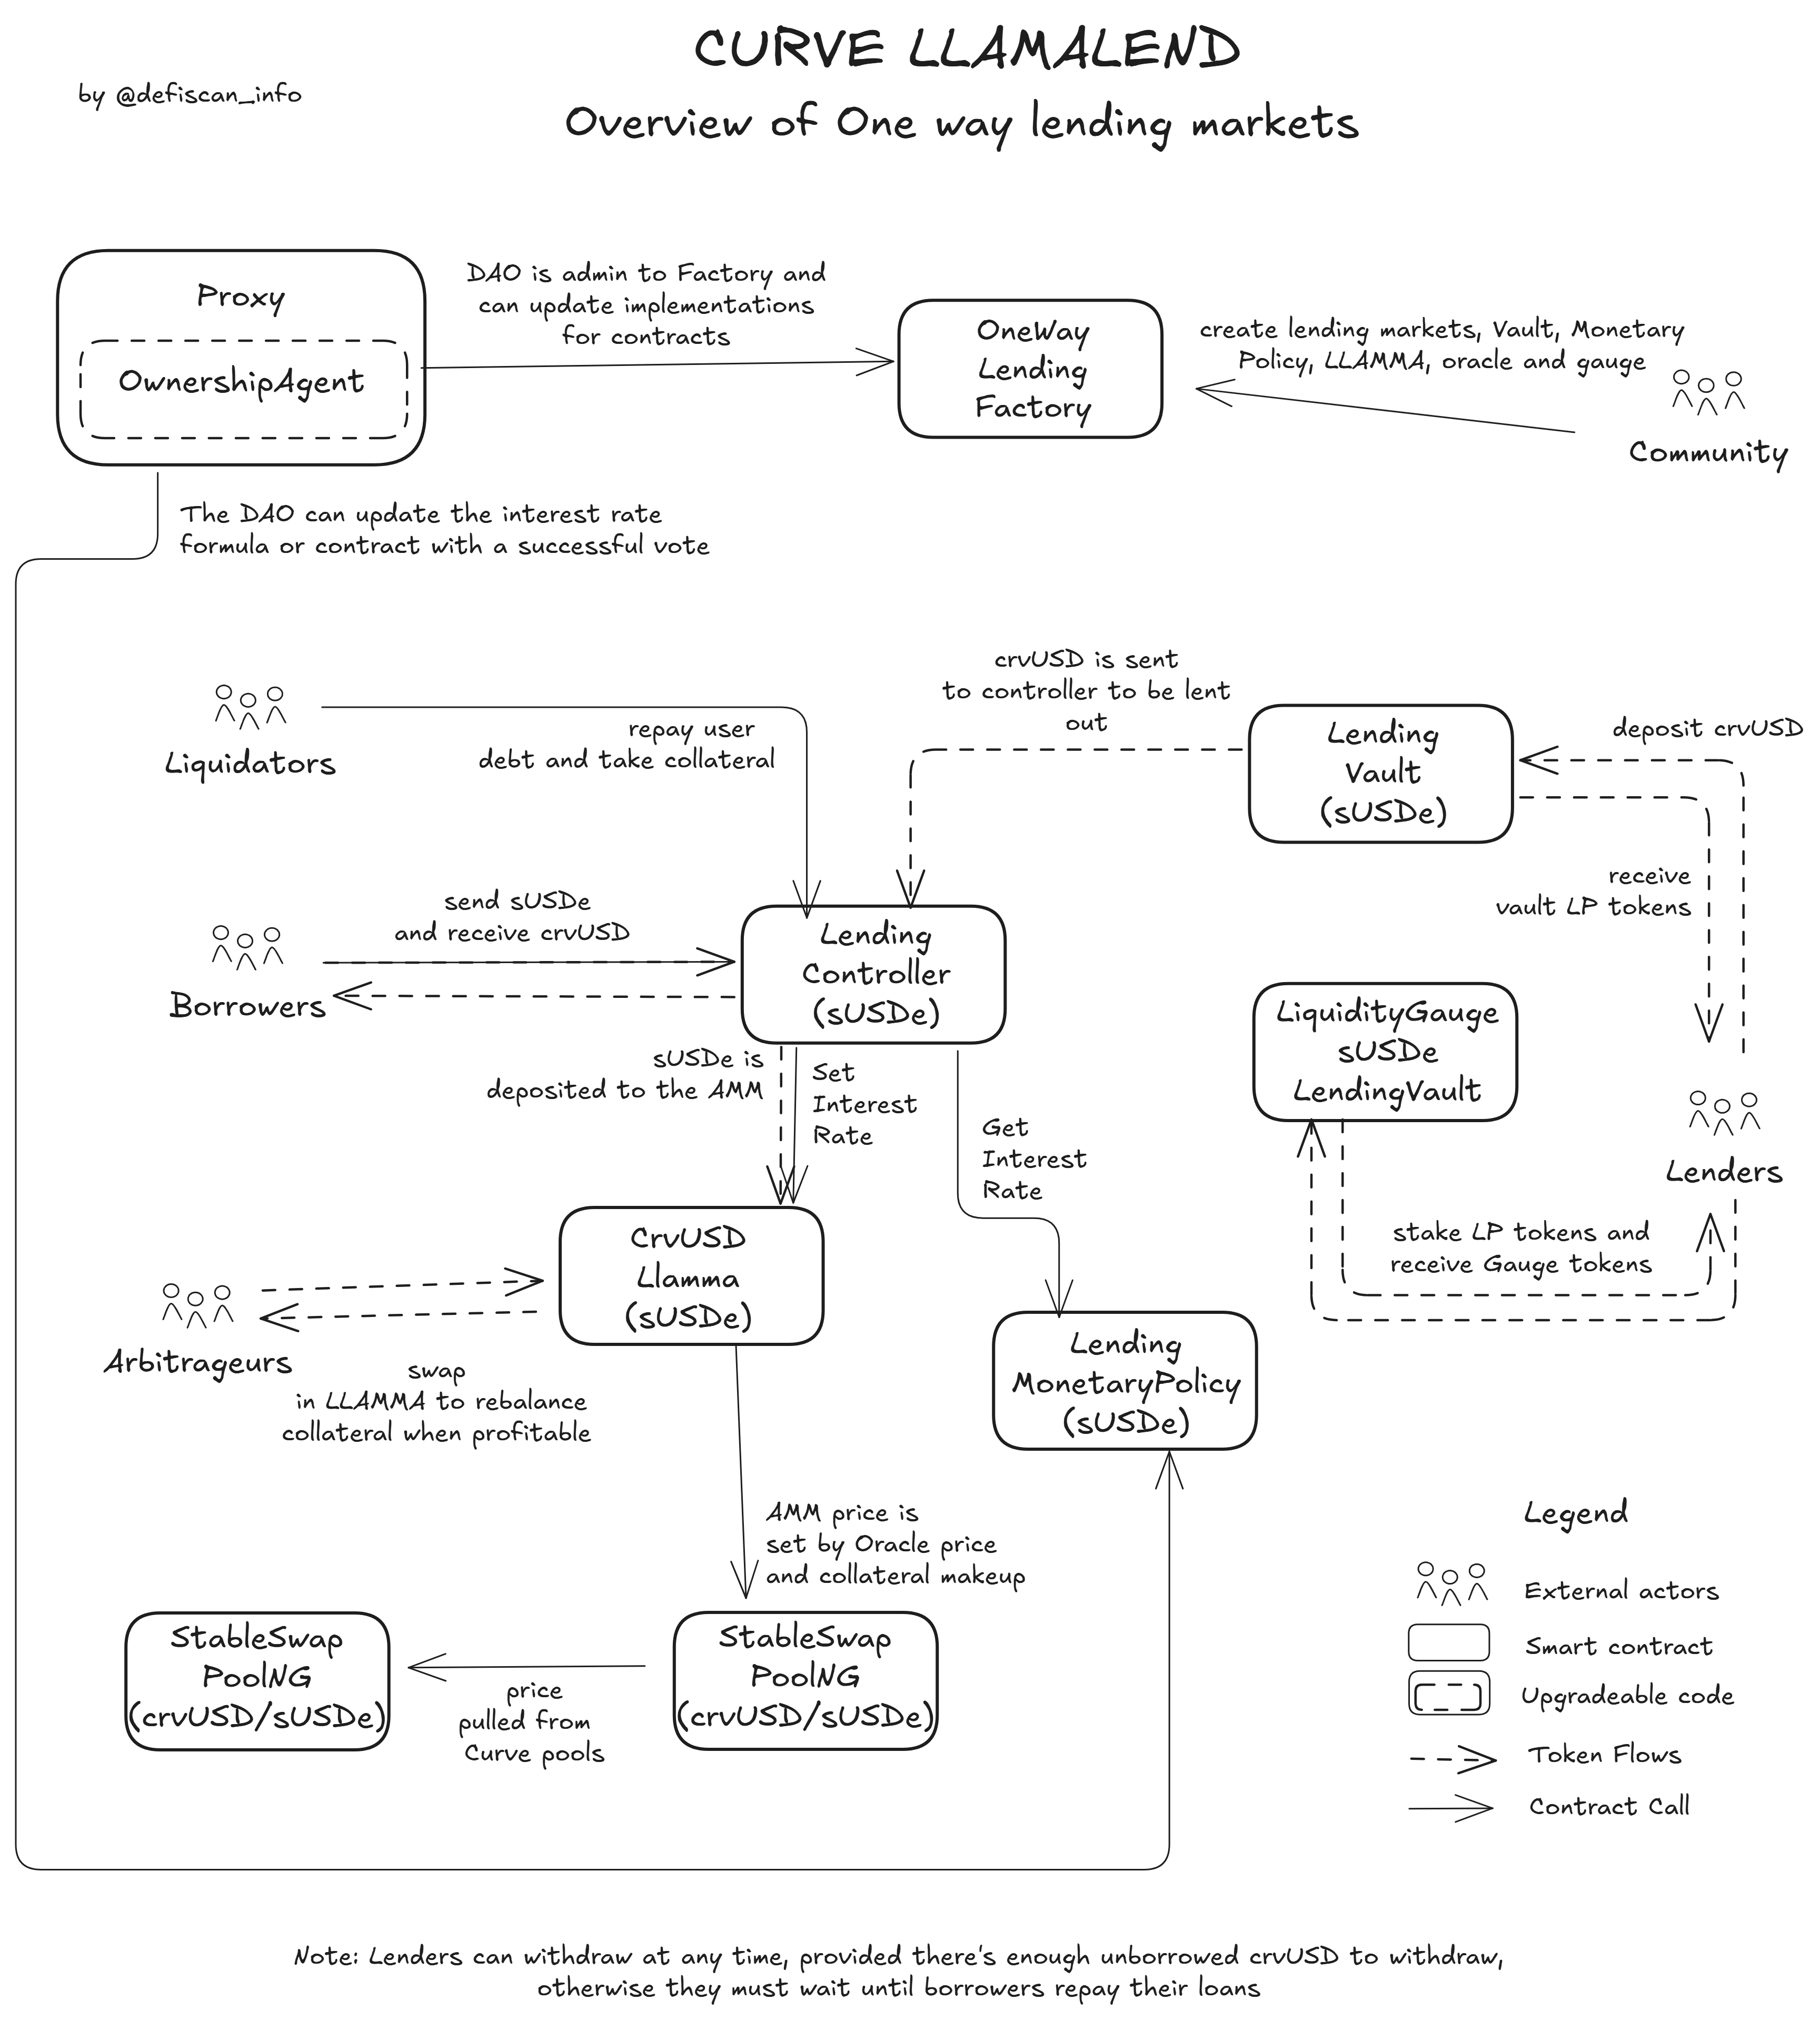 CURVE LLAMALEND
by @defiscan_info
Overview of One way lending markets
Proxy
OwnershipAgent
DAO is admin to Factory and
can update implementations
for contracts
OneWay
Lending
Factory
create lending markets, Vault, Monetary
Policy, LLAMMA, oracle and gauge
Community
The DAO can update the interest rate
formula or contract with a successful vote
Liquidators
repay user
debt and take collateral
crvUSD is sent
to controller to be lent
out
Lending
Vault
(sUSDe)
deposit crvUSD
receive
vault LP tokens
Borrowers
send sUSDe
and receive crvUSD
Lending
Controller
(sUSDe)
LiquidityGauge
sUSDe
LendingVault
Lenders
stake LP tokens and
receive Gauge tokens
sUSDe is
deposited to the AMM
Set
Interest
Rate
Get
Interest
Rate
CrvUSD
Llamma
(sUSDe)
Arbitrageurs
swap
in LLAMMA to rebalance
collateral when profitable
Lending
MonetaryPolicy
(sUSDe)
AMM price is
set by Oracle price
and collateral makeup
StableSwap
PoolNG
(crvUSD/sUSDe)
price
pulled from
Curve pools
StableSwap
PoolNG
(crvUSD/sUSDe)
Legend
External actors
Smart contract
Upgradeable code
Token Flows
Contract Call
Note: Lenders can withdraw at any time, provided there's enough unborrowed crvUSD to withdraw,
otherwise they must wait until borrowers repay their loans